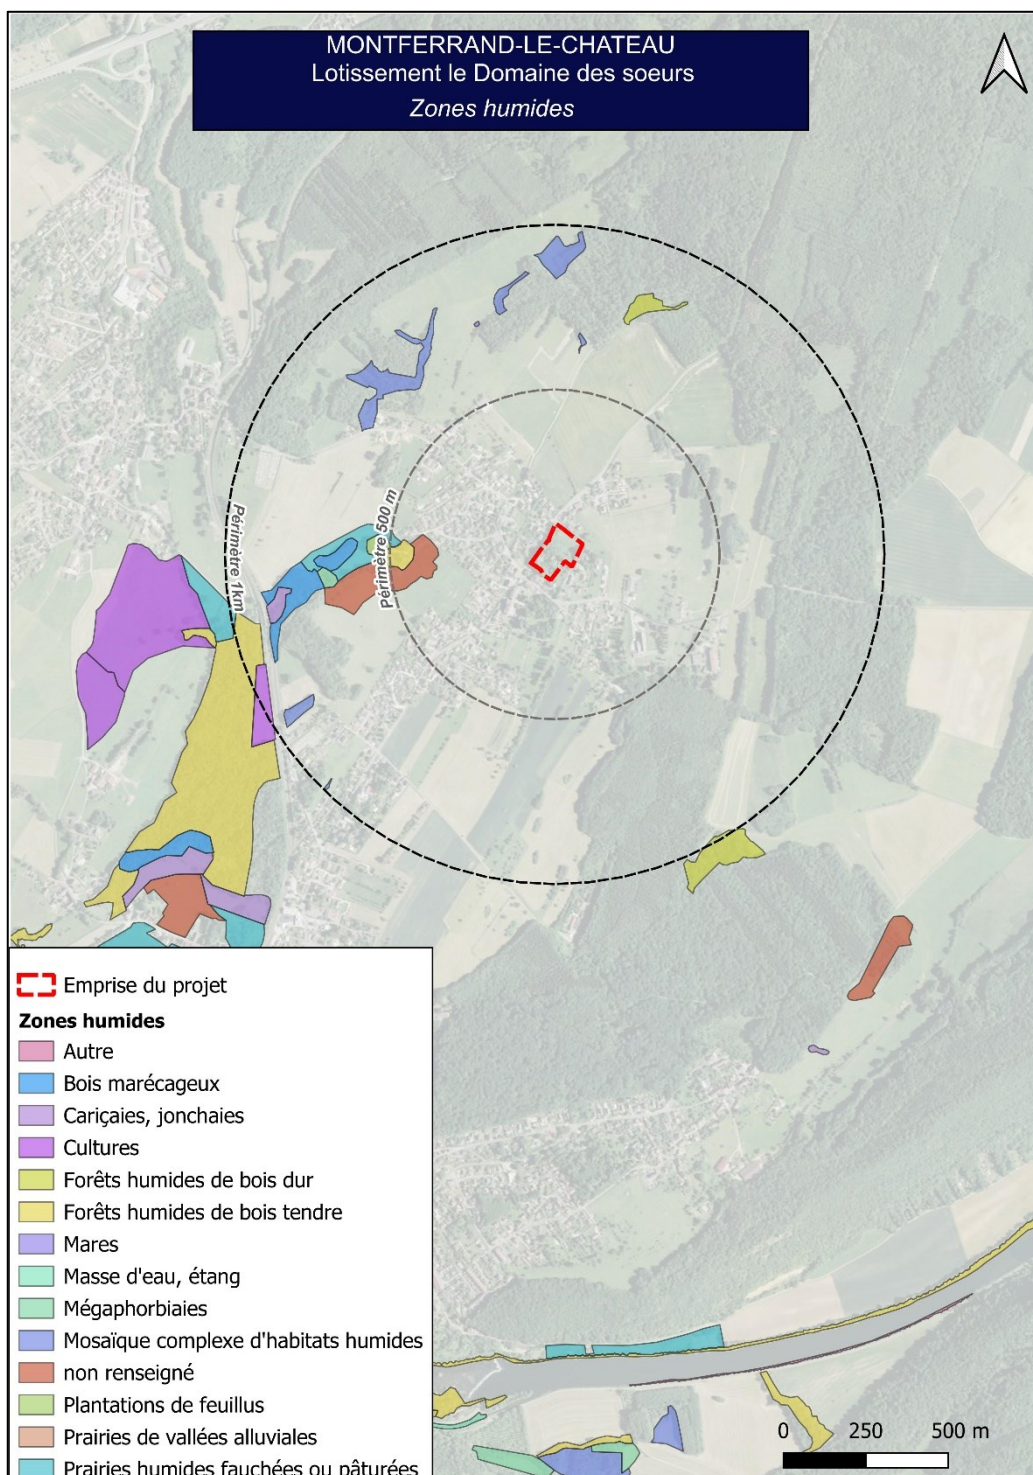 MONTFERRAND-LE-CHATEAU
Lotissement le Domaine des soeurs
Zones humides
Périmètre 1km
Périmètre 500 m
Emprise du projet
Zones humides
Autre
Bois marécageux
Cariçaies, jonchaies
Cultures
Forêts humides de bois dur
Forêts humides de bois tendre
Mares
Masse d'eau, étang
Mégaphorbiaies
Mosaïque complexe d'habitats humides
non renseigné
Plantations de feuillus
Prairies de vallées alluviales
Prairies humides fauchées ou pâturées
0 250 500 m